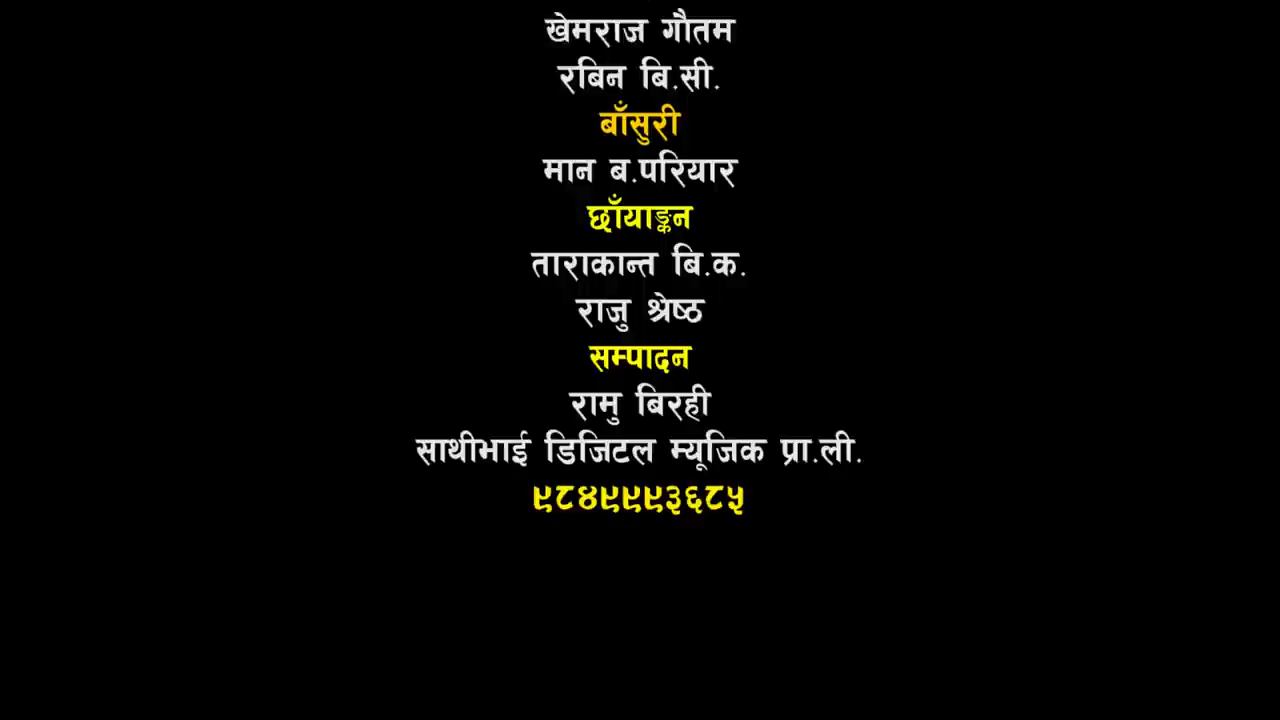 खेमराज गौतम
रबिन बि.सी.
बाँसुरी
मान ब.परियार
छाँयाङ्कन
ताराकान्त बि.क.
राजु श्रेष्ठ
सम्पादन
रामु बिरही
साथीभाई डिजिटल म्यूजिक प्रा.ली.
९८४९९९३६८५